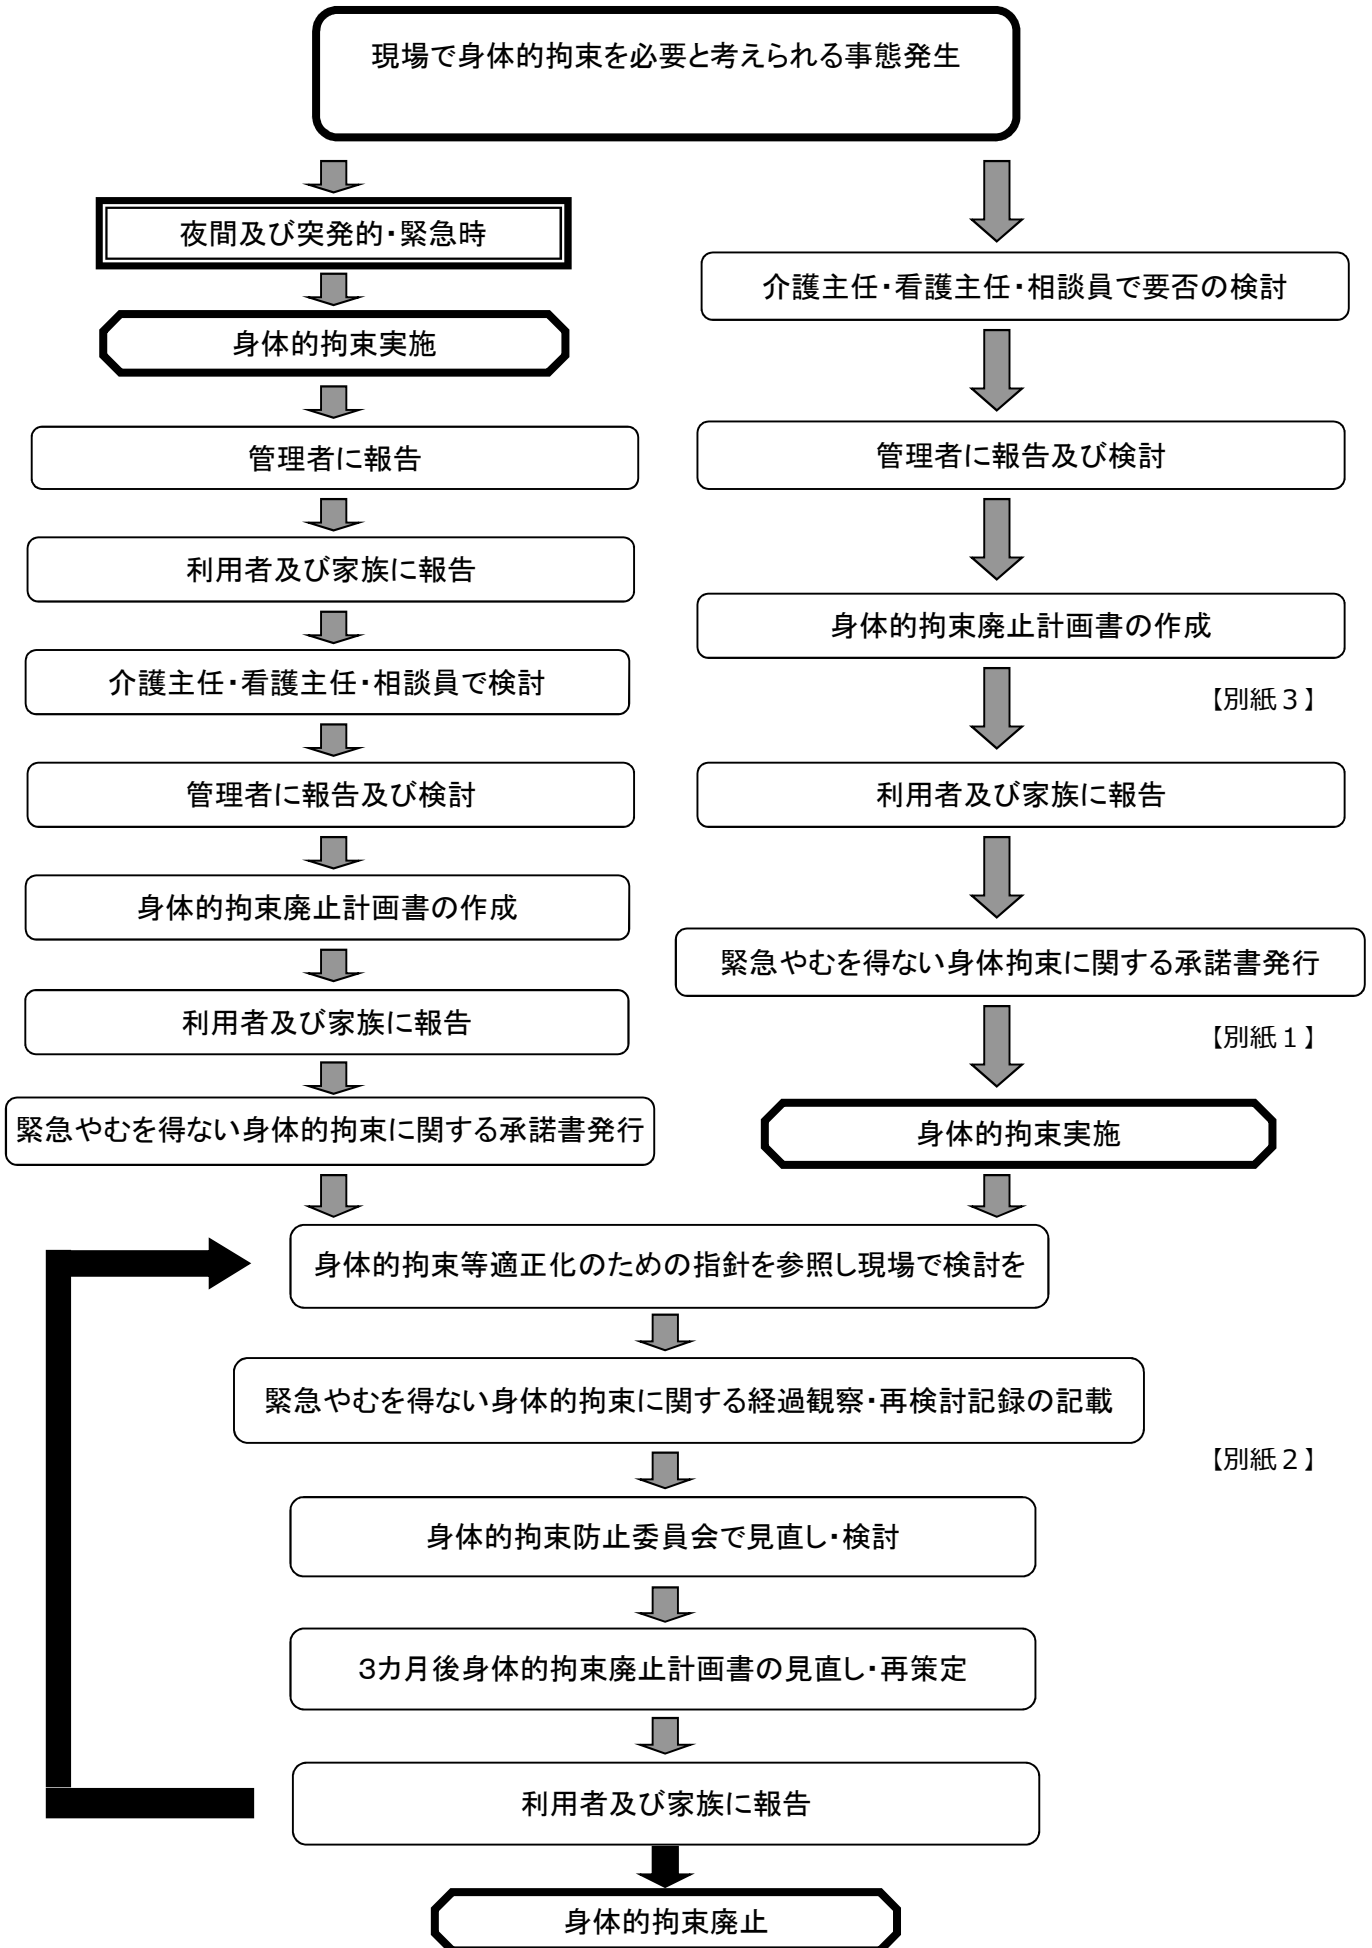 現場で身体的拘束を必要と考えられる事態発生
夜間及び突発的・緊急時
身体的拘束実施
管理者に報告
利用者及び家族に報告
介護主任・看護主任・相談員で検討
管理者に報告及び検討
身体的拘束廃止計画書の作成
利用者及び家族に報告
緊急やむを得ない身体的拘束に関する承諾書発行
介護主任・看護主任・相談員で要否の検討
管理者に報告及び検討
身体的拘束廃止計画書の作成
【別紙３】
利用者及び家族に報告
緊急やむを得ない身体拘束に関する承諾書発行
【別紙１】
身体的拘束実施
身体的拘束等適正化のための指針を参照し現場で検討を
緊急やむを得ない身体的拘束に関する経過観察・再検討記録の記載
【別紙２】
身体的拘束防止委員会で見直し・検討
3カ月後身体的拘束廃止計画書の見直し・再策定
利用者及び家族に報告
身体的拘束廃止